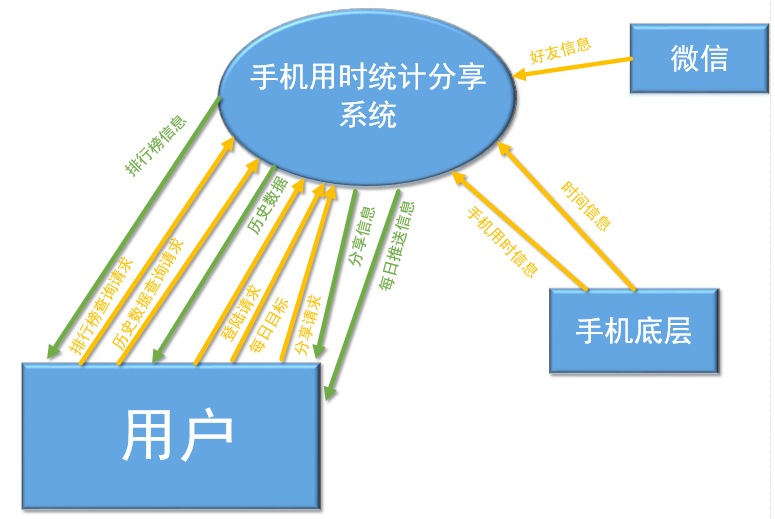 手机用时统计分享
系统
微信
好友信息
排行榜信息
历史数据
分享信息
每日推送信息
手机用时信息
时间信息
排行榜查询请求
历史数据查询请求
登陆请求
每日目标
分享请求
手机底层
用户